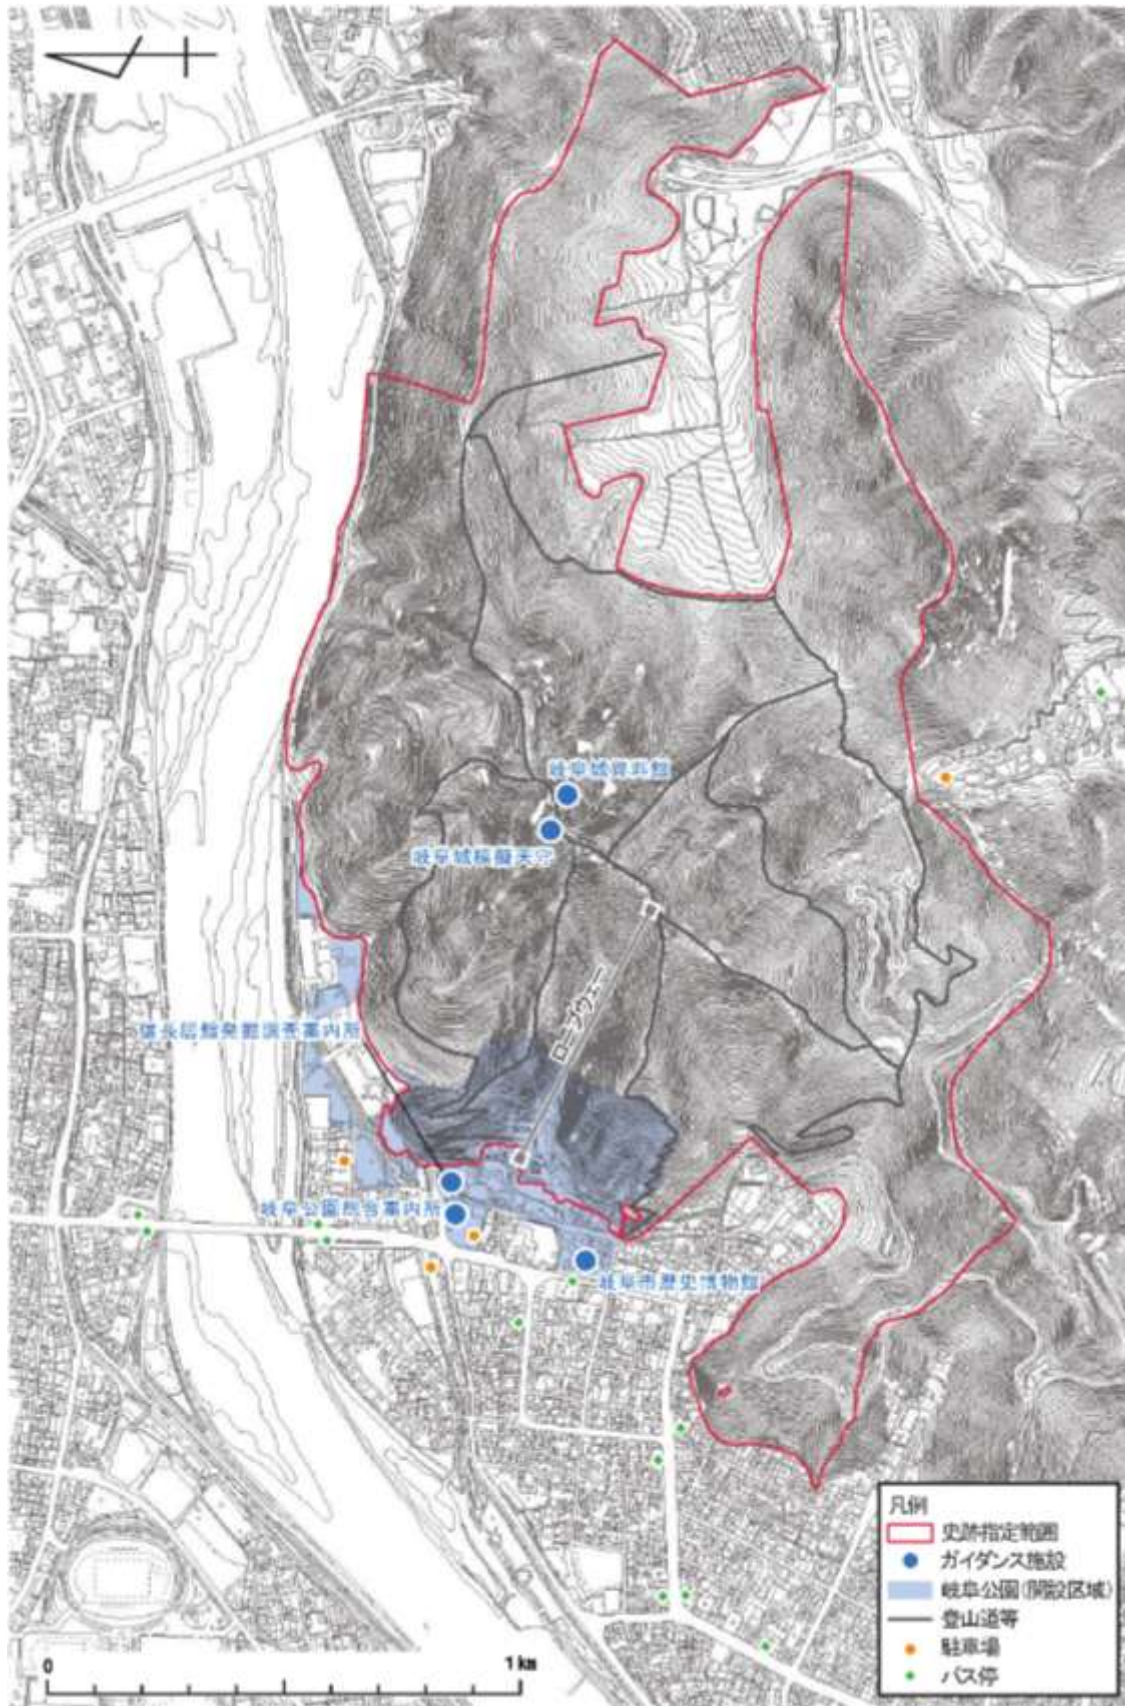 岐阜城資料館
岐阜城模擬天守
ロープウェー
信長居館発掘調査案内所
岐阜公園総合案内所
岐阜市歴史博物館
凡例
史跡指定範囲
ガイダンス施設
岐阜公園(開設区域)
登山道等
駐車場
バス停
0
1km